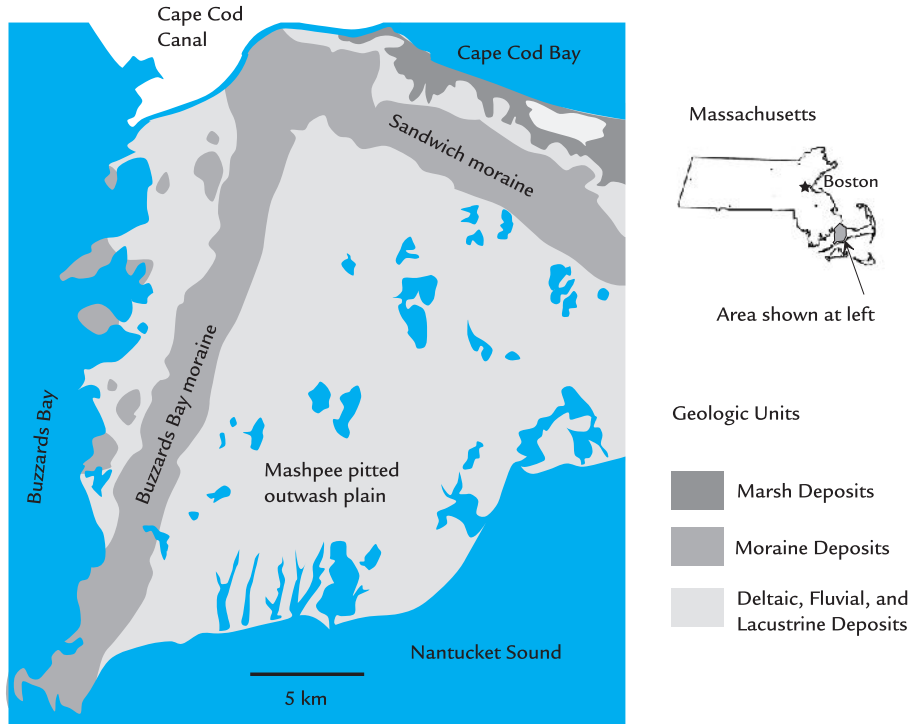 Cape Cod
Canal
Cape Cod Bay
Sandwich moraine
Buzzards Bay
Buzzards Bay moraine
Mashpee pitted
outwash plain
Nantucket Sound
5 km
Massachusetts
Boston
Area shown at left
Geologic Units
Marsh Deposits
Moraine Deposits
Deltaic, Fluvial, and
Lacustrine Deposits